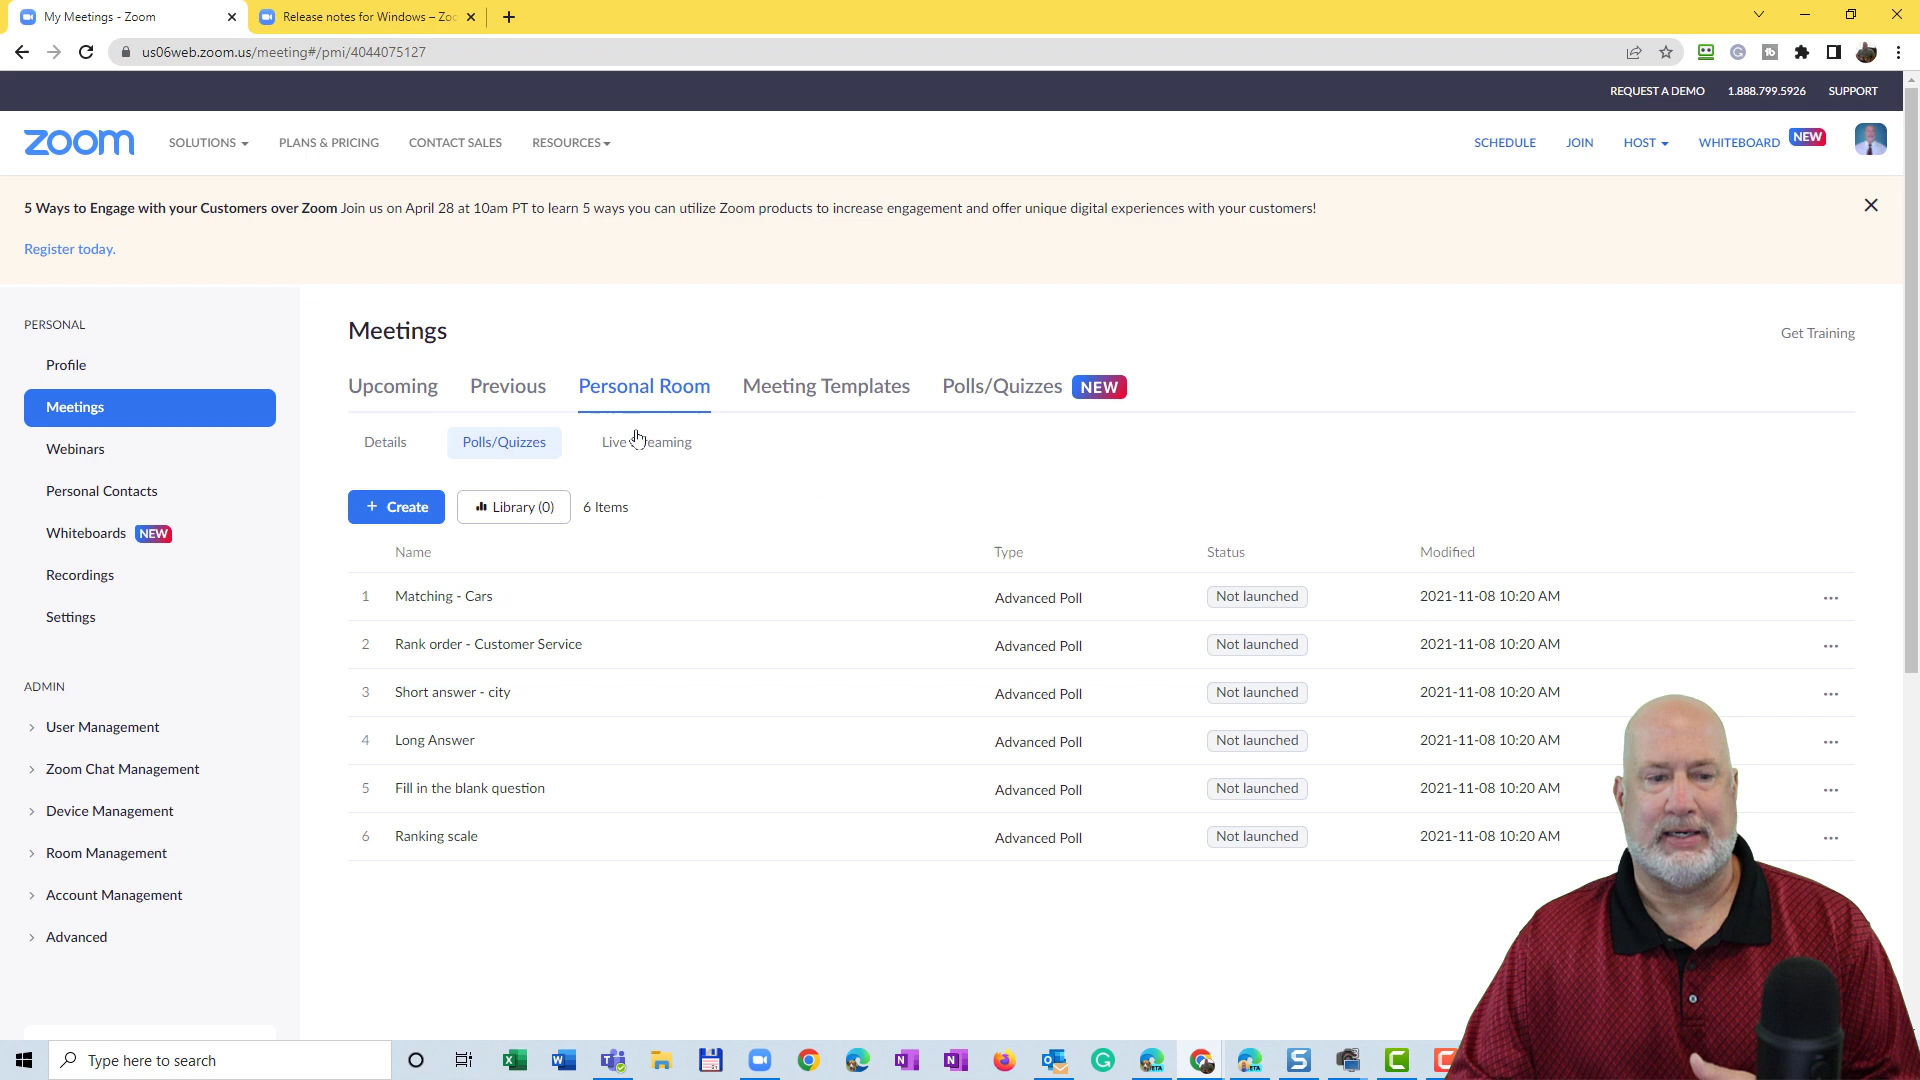 My Meetings - Zoom
Release notes for Windows – Zoo
us06web.zoom.us/meeting#/pmi/4044075127
REQUEST A DEMO 1.888.799.5926 SUPPORT
zoom SOLUTIONS PLANS & PRICING CONTACT SALES RESOURCES SCHEDULE JOIN HOST WHITEBOARD NEW
5 Ways to Engage with your Customers over Zoom Join us on April 28 at 10am PT to learn 5 ways you can utilize Zoom products to increase engagement and offer unique digital experiences with your customers!
Register today.
PERSONAL
Profile
Meetings
Webinars
Personal Contacts
Whiteboards NEW
Recordings
Settings
ADMIN
User Management
Zoom Chat Management
Device Management
Room Management
Account Management
Advanced
Meetings
Get Training
Upcoming Previous Personal Room Meeting Templates Polls/Quizzes NEW
Details Polls/Quizzes Live Streaming
+ Create Library (0) 6 Items
Name Type Status Modified
1 Matching - Cars Advanced Poll Not launched 2021-11-08 10:20 AM
2 Rank order - Customer Service Advanced Poll Not launched 2021-11-08 10:20 AM
3 Short answer - city Advanced Poll Not launched 2021-11-08 10:20 AM
4 Long Answer Advanced Poll Not launched 2021-11-08 10:20 AM
5 Fill in the blank question Advanced Poll Not launched 2021-11-08 10:20 AM
6 Ranking scale Advanced Poll Not launched 2021-11-08 10:20 AM
Type here to search